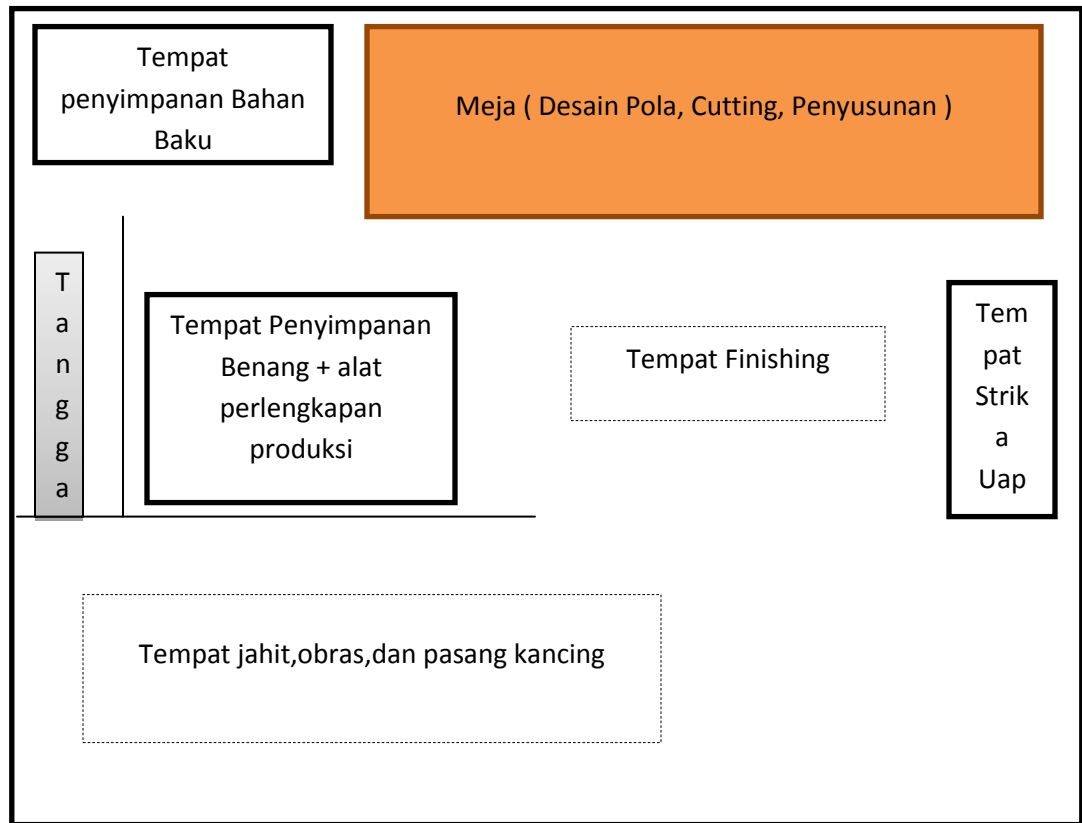 Tempat
penyimpanan Bahan
Baku
Meja ( Desain Pola, Cutting, Penyusunan )
T
a
n
g
g
a
Tempat Penyimpanan
Benang + alat
perlengkapan
produksi
Tempat Finishing
Tem
pat
Strik
a
Uap
Tempat jahit,obras,dan pasang kancing